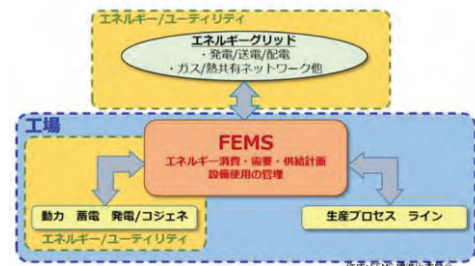 エネルギー/ユーティリティ
エネルギーグリッド
・発電/送電/配電
・ガス/熱共有ネットワーク他
工場
FEMS
エネルギー消費・需要・供給計画
設備使用の管理
動力 蓄電 発電/コジェネ
生産プロセス ライン
エネルギー/ユーティリティ